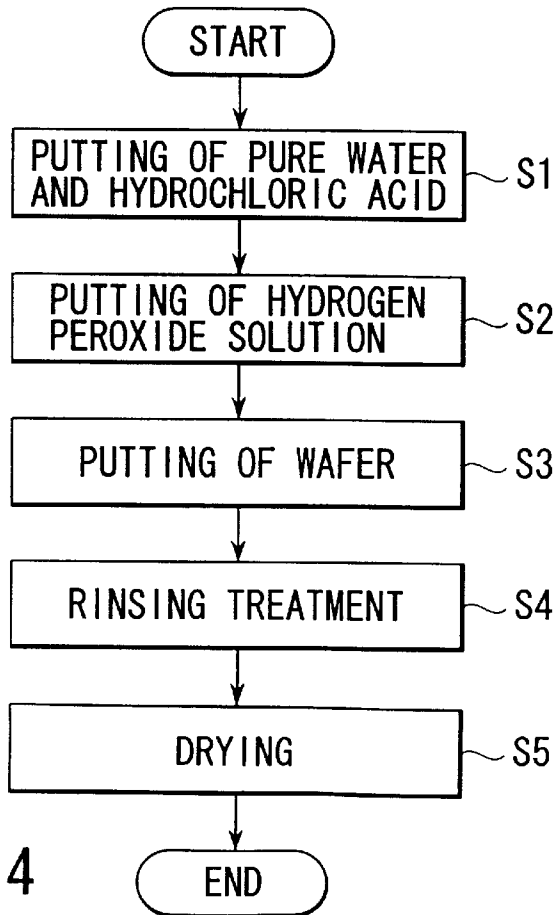 START
PUTTING OF PURE WATER
AND HYDROCHLORIC ACID
S1
PUTTING OF HYDROGEN
PEROXIDE SOLUTION
S2
PUTTING OF WAFER
S3
RINSING TREATMENT
S4
DRYING
S5
4
END